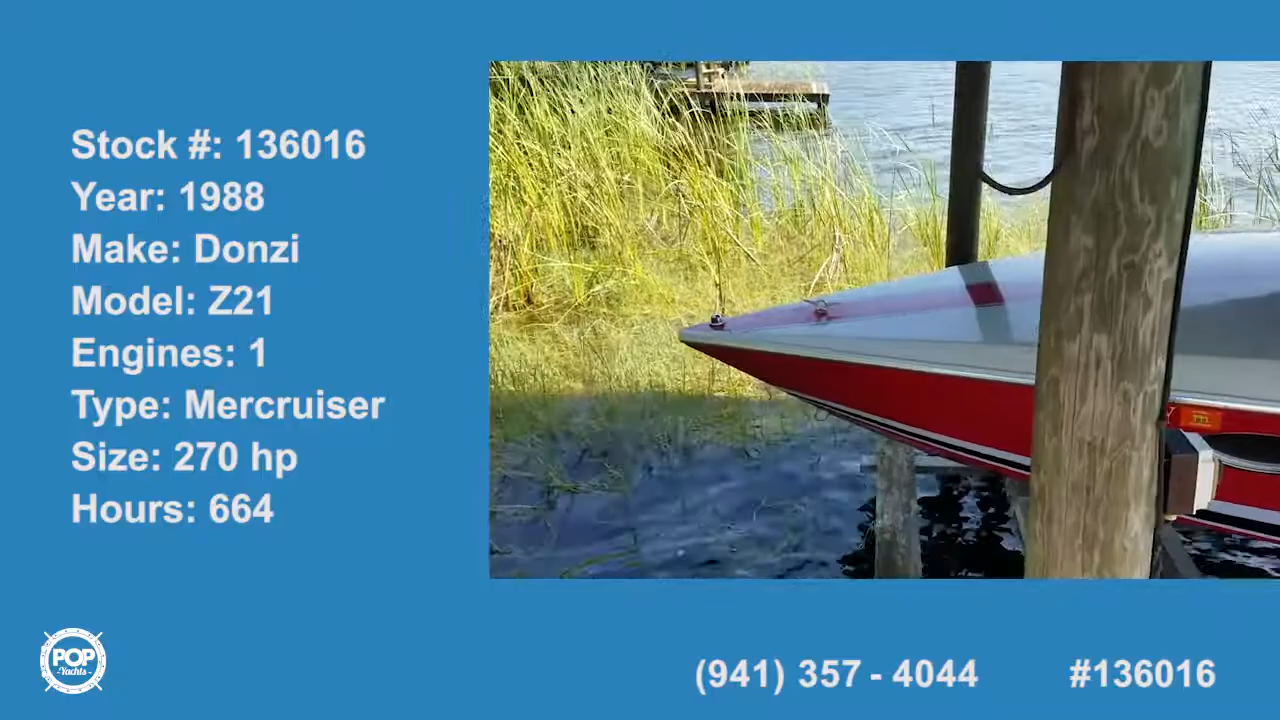 Stock #: 136016
Year: 1988
Make: Donzi
Model: Z21
Engines: 1
Type: Mercruiser
Size: 270 hp
Hours: 664
POP
Yachts
(941) 357 - 4044
#136016